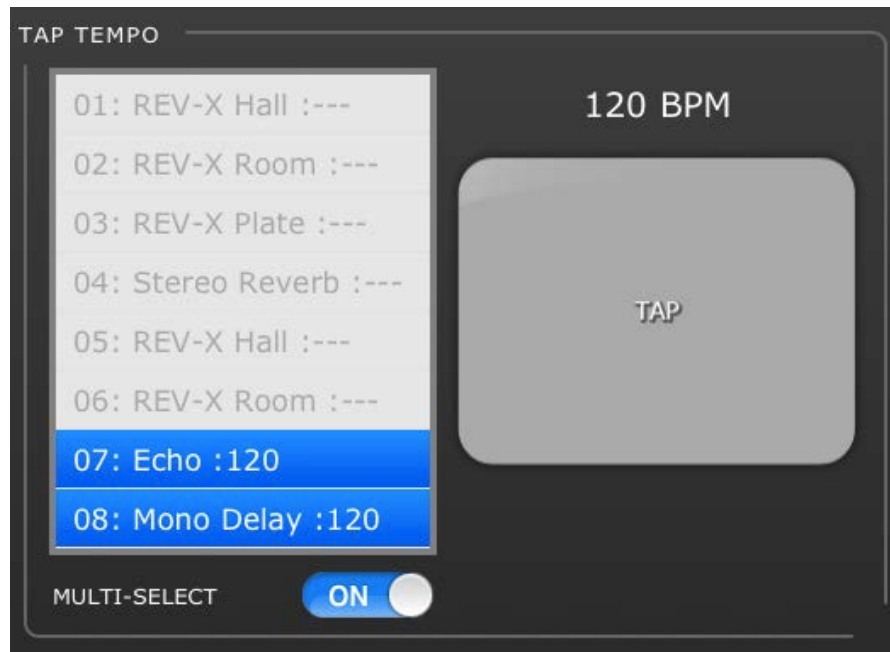 TAP TEMPO
01: REV-X Hall :---
02: REV-X Room :---
03: REV-X Plate :---
04: Stereo Reverb :---
05: REV-X Hall :---
06: REV-X Room :---
07: Echo :120
08: Mono Delay :120
MULTI-SELECT
ON
120 BPM
TAP